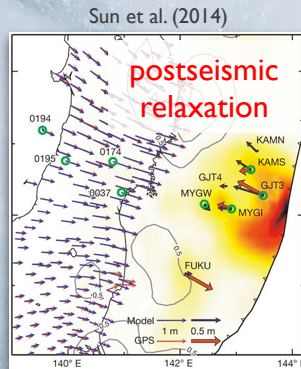 Sun et al. (2014)
postseismic
relaxation
0194
0195
0174
0037
KAMN
KAMS
GJT4
GJT3
MYGW
MYGI
FUKU
0.5
0.5
-0.5
0.5
Model
1 m
0.5 m
GPS
140° E
142° E
144° E